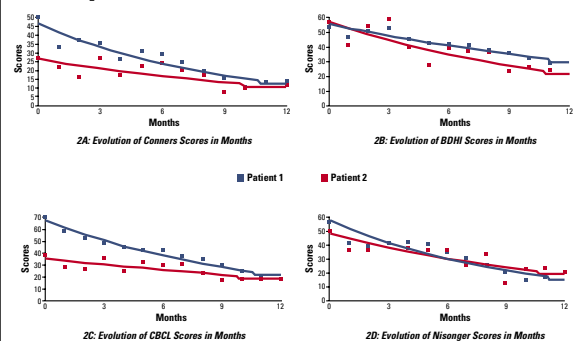 50 45 40 35 30 25 20 15 10 5 0
Scores
0 3 6 9 12
Months
2A: Evolution of Conners Scores in Months
60 50 40 30 20 10 0
Scores
0 3 6 9 12
Months
2B: Evolution of BDHI Scores in Months
Patient 1 Patient 2
70 60 50 40 30 20 10 0
Scores
0 3 6 9 12
Months
2C: Evolution of CBCL Scores in Months
60 50 40 30 20 10 0
Scores
0 3 6 9 12
Months
2D: Evolution of Nisonger Scores in Months